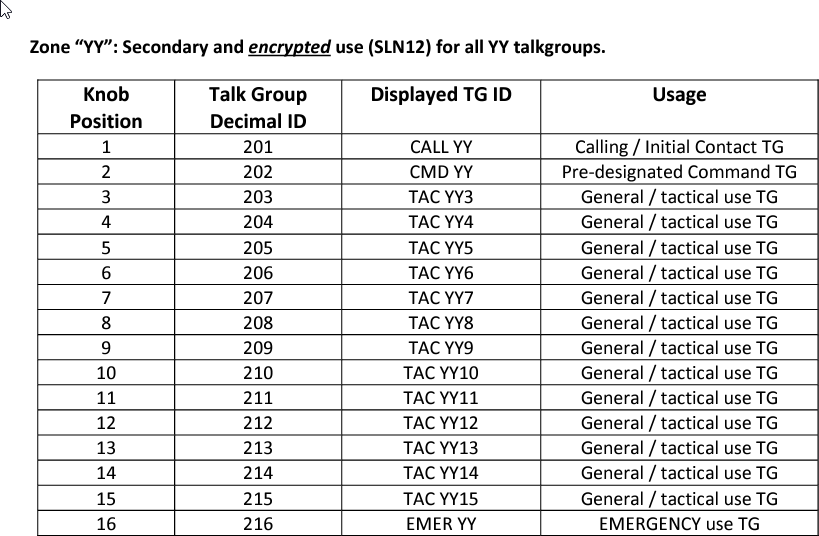 Zone “YY”: Secondary and encrypted use (SLN12) for all YY talkgroups.
Knob Position Talk Group Decimal ID Displayed TG ID Usage
1 201 CALL YY Calling / Initial Contact TG
2 202 CMD YY Pre-designated Command TG
3 203 TAC YY3 General / tactical use TG
4 204 TAC YY4 General / tactical use TG
5 205 TAC YY5 General / tactical use TG
6 206 TAC YY6 General / tactical use TG
7 207 TAC YY7 General / tactical use TG
8 208 TAC YY8 General / tactical use TG
9 209 TAC YY9 General / tactical use TG
10 210 TAC YY10 General / tactical use TG
11 211 TAC YY11 General / tactical use TG
12 212 TAC YY12 General / tactical use TG
13 213 TAC YY13 General / tactical use TG
14 214 TAC YY14 General / tactical use TG
15 215 TAC YY15 General / tactical use TG
16 216 EMER YY EMERGENCY use TG